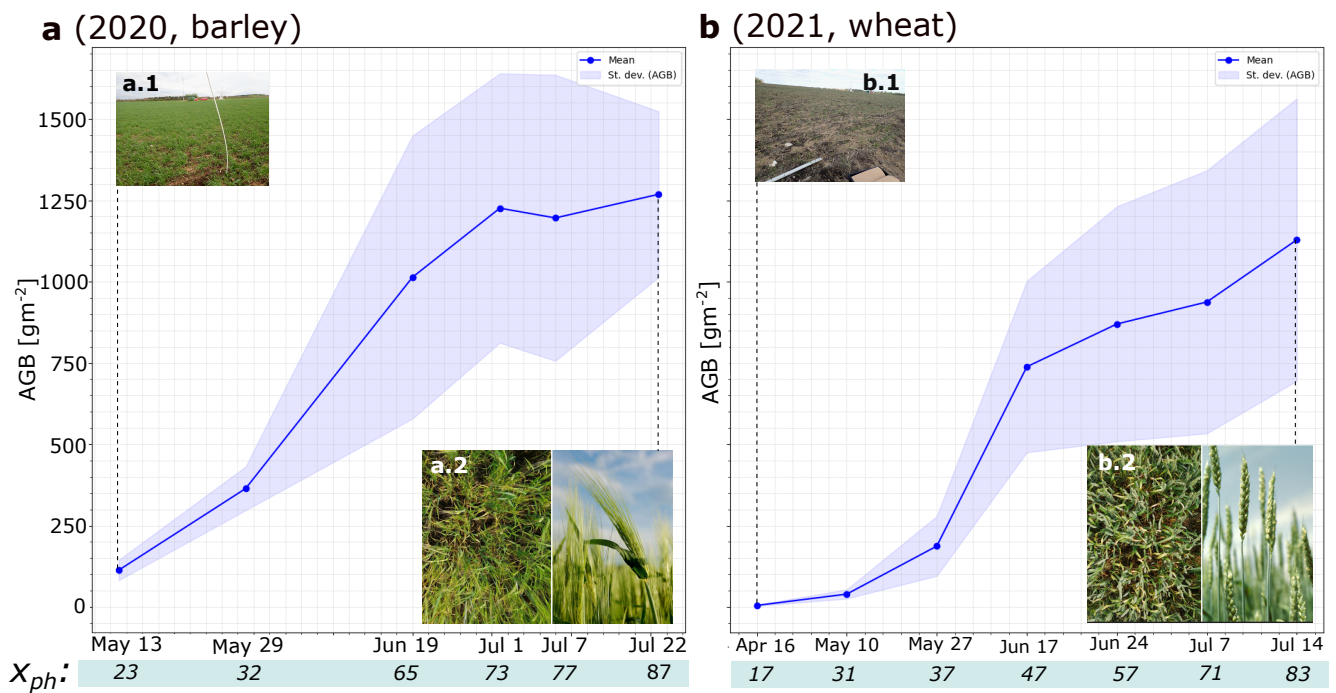 a (2020, barley)
a.1
Mean
St. dev. (AGB)
1500
1250
1000
750
500
250
0
AGB [gm-2]
a.2
May 13 May 29 Jun 19 Jul 1 Jul 7 Jul 22
b (2021, wheat)
b.1
Mean
St. dev. (AGB)
AGB [gm-2]
b.2
Apr 16 May 10 May 27 Jun 17 Jun 24 Jul 7 Jul 14
xph: 23 32 65 73 77 87
17 31 37 47 57 71 83